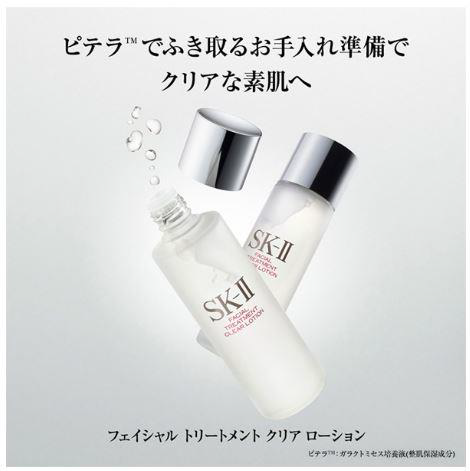 ピテラ™でふき取るお手入れ準備で
クリアな素肌へ
SK-II
FACIAL
TREATMENT
CLEAR LOTION
SK-II
FACIAL
TREATMENT
CLEAR LOTION
フェイシャル トリートメント クリア ローション
ピテラ™:ガラクトミセス培養液(整肌保湿成分)